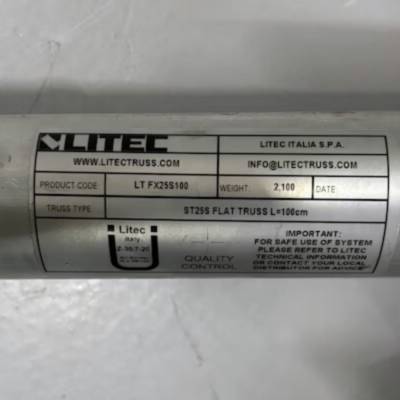 LITEC
LITEC ITALIA S.P.A.
WWW.LITECTRUSS.COM
INFO@LITECTRUSS.COM
PRODUCT CODE LT FX25S100 WEIGHT: 2,100 DATE
TRUSS TYPE ST25S FLAT TRUSS L=100cm
Litec
Italy
QUALITY
CONTROL
IMPORTANT:
FOR SAFE USE OF SYSTEM
PLEASE REFER TO LITEC
TECHNICAL INFORMATION
OR CONTACT YOUR LOCAL
DISTRIBUTOR FOR ADVICE